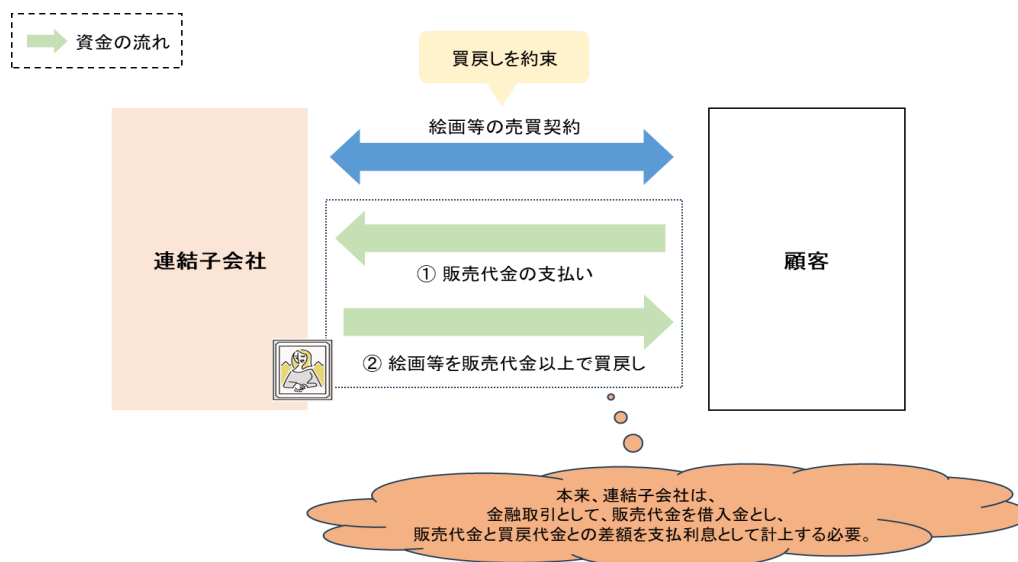 資金の流れ
買戻しを約束
絵画等の売買契約
連結子会社
顧客
① 販売代金の支払い
② 絵画等を販売代金以上で買戻し
本来、連結子会社は、
金融取引として、販売代金を借入金とし、
販売代金と買戻代金との差額を支払利息として計上する必要。